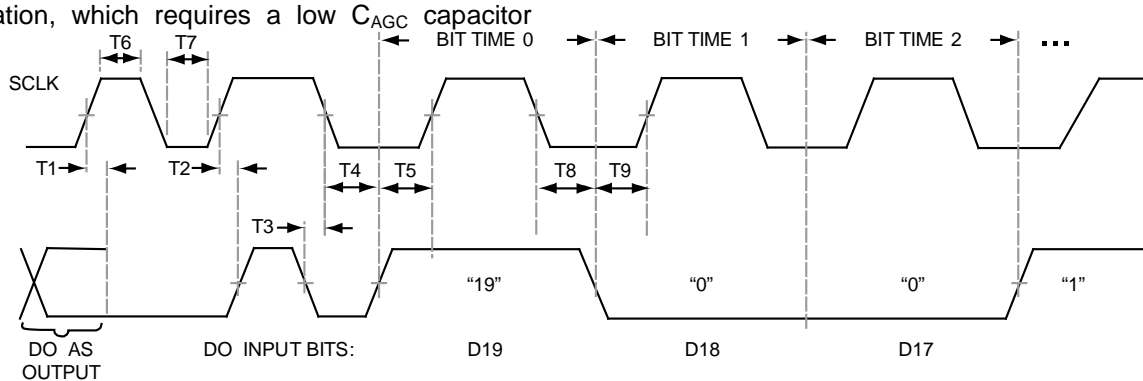 ation, which requires a low CAGC capacitor
T6 T7 BIT TIME 0 BIT TIME 1 BIT TIME 2 ...
SCLK
T1 T2 T4 T5 T8 T9
T3
“19” “0” “0” “1”
DO AS DO INPUT BITS: D19 D18 D17
OUTPUT